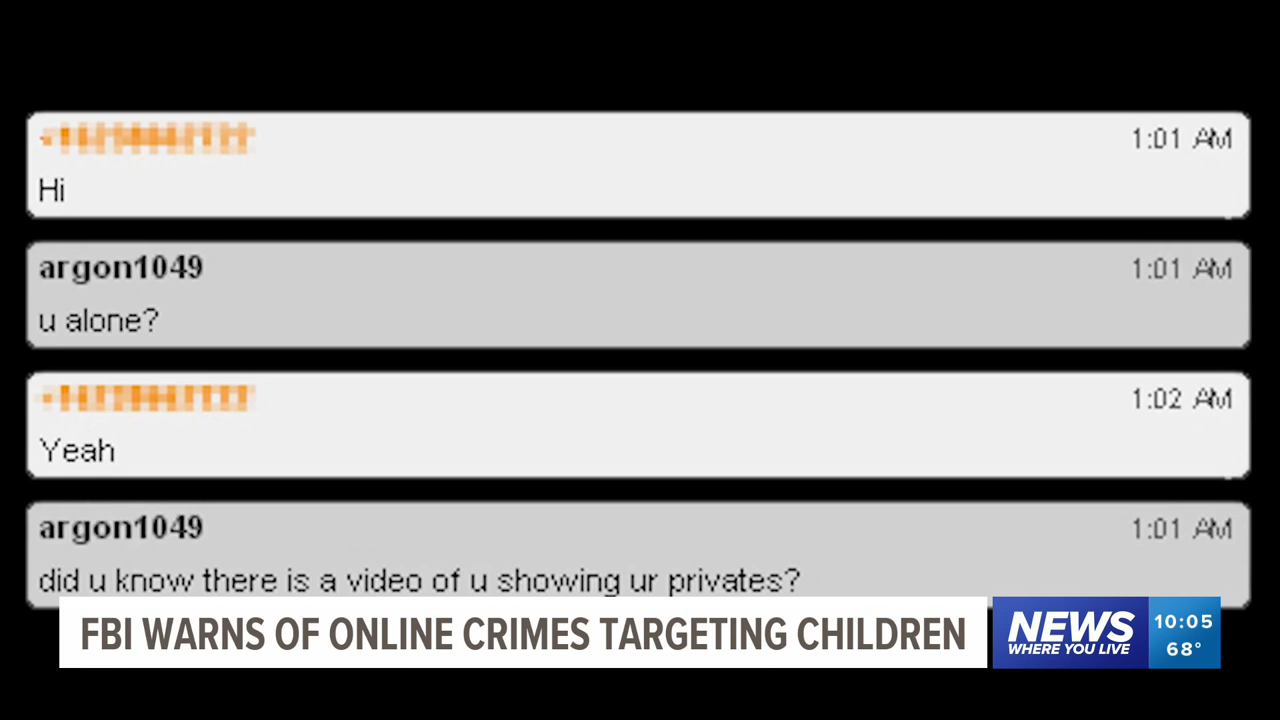 1:01 AM
Hi
argon1049 1:01 AM
u alone?
1:02 AM
Yeah
argon1049 1:01 AM
did u know there is a video of u showing ur privates?
FBI WARNS OF ONLINE CRIMES TARGETING CHILDREN
NEWS
WHERE YOU LIVE
10:05
68°